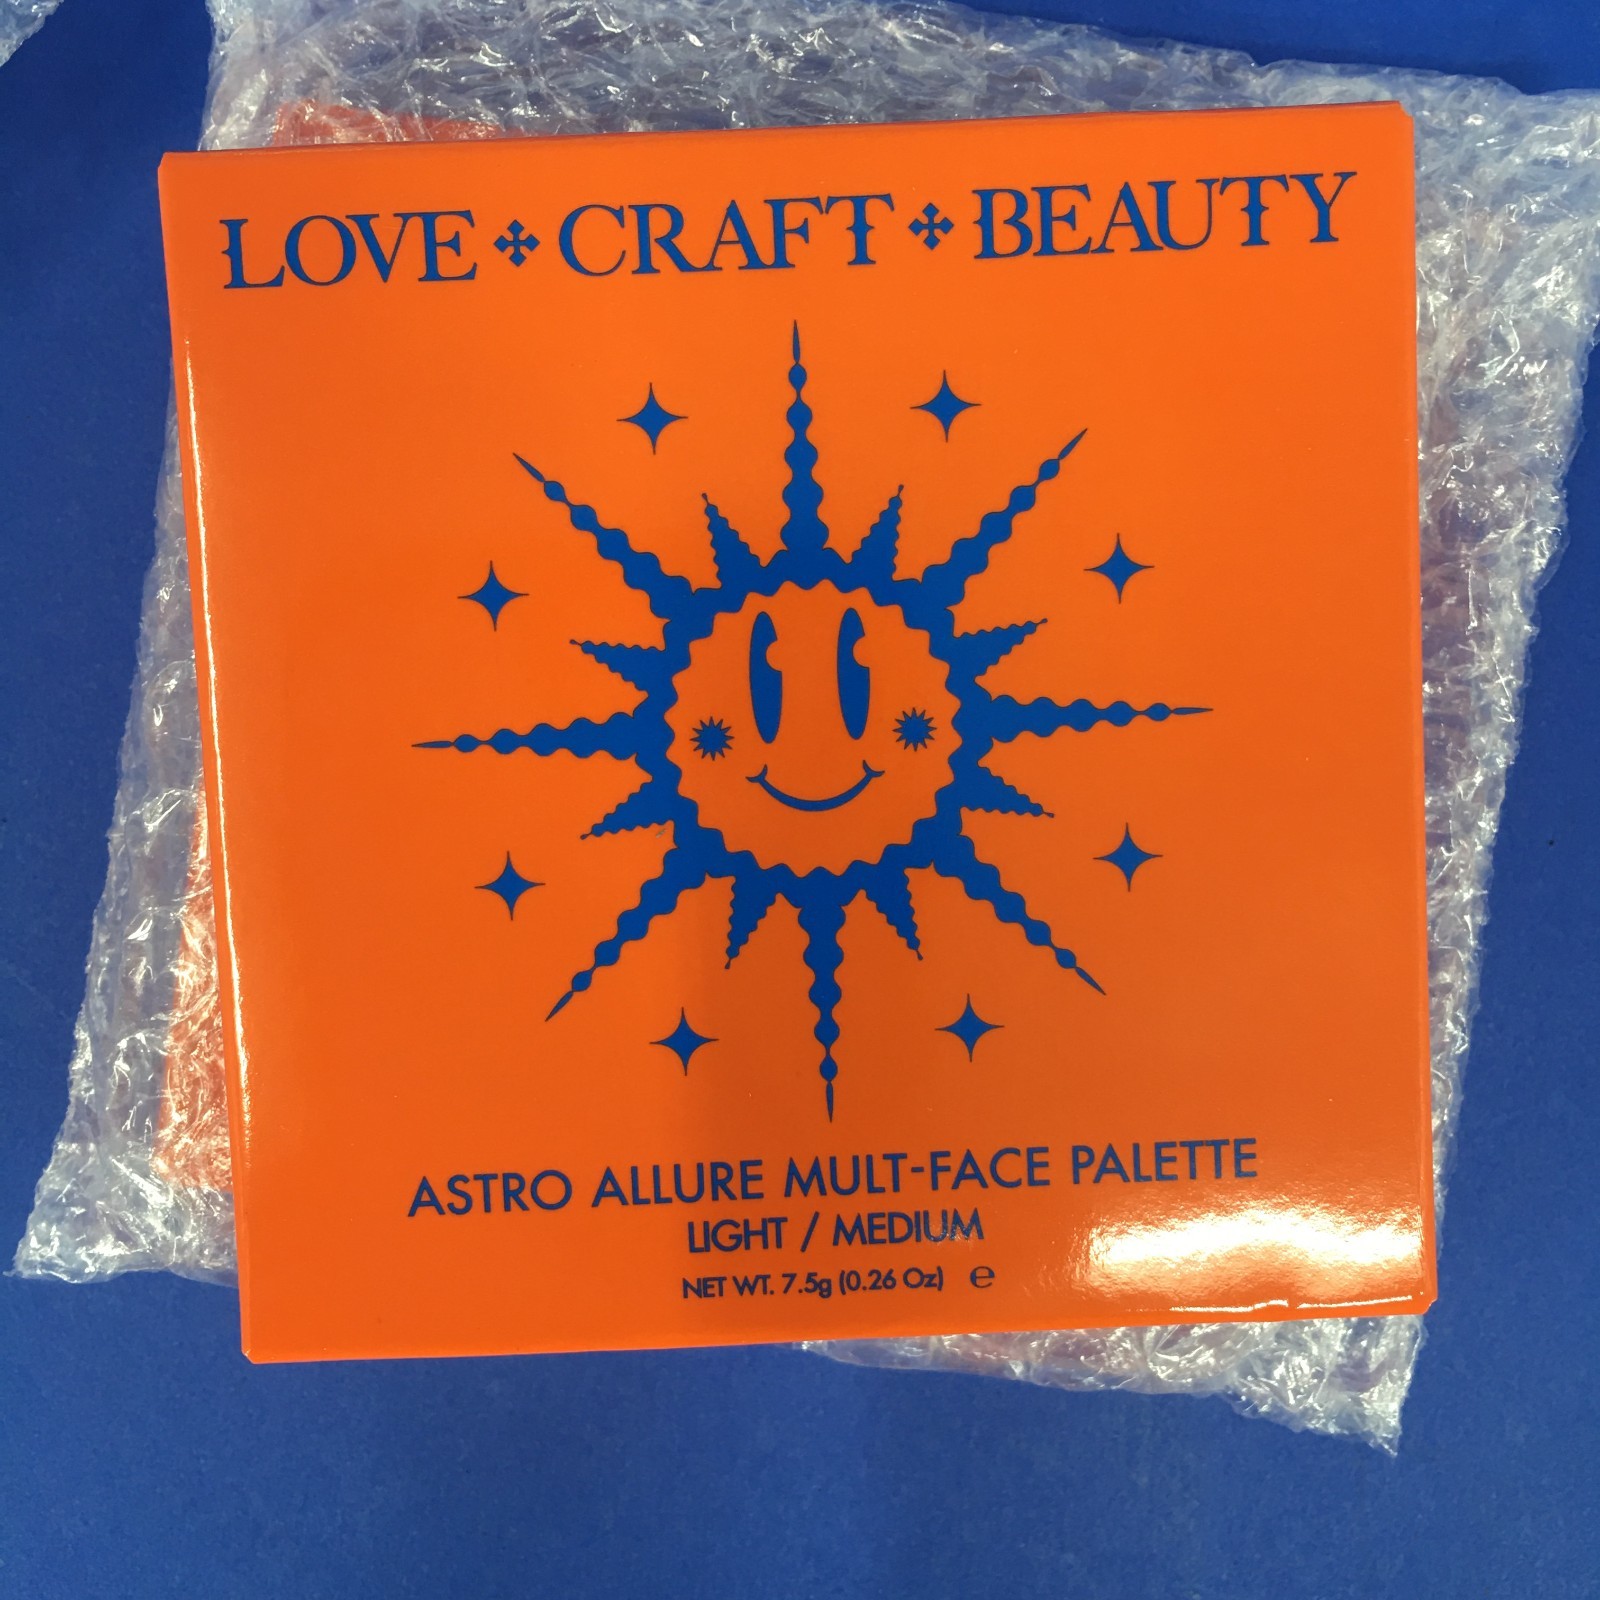 LOVE✣CRAFT✣BEAUTY
ASTRO ALLURE MULT-FACE PALETTE
LIGHT / MEDIUM
NET WT. 7.5g (0.26 Oz) ℮